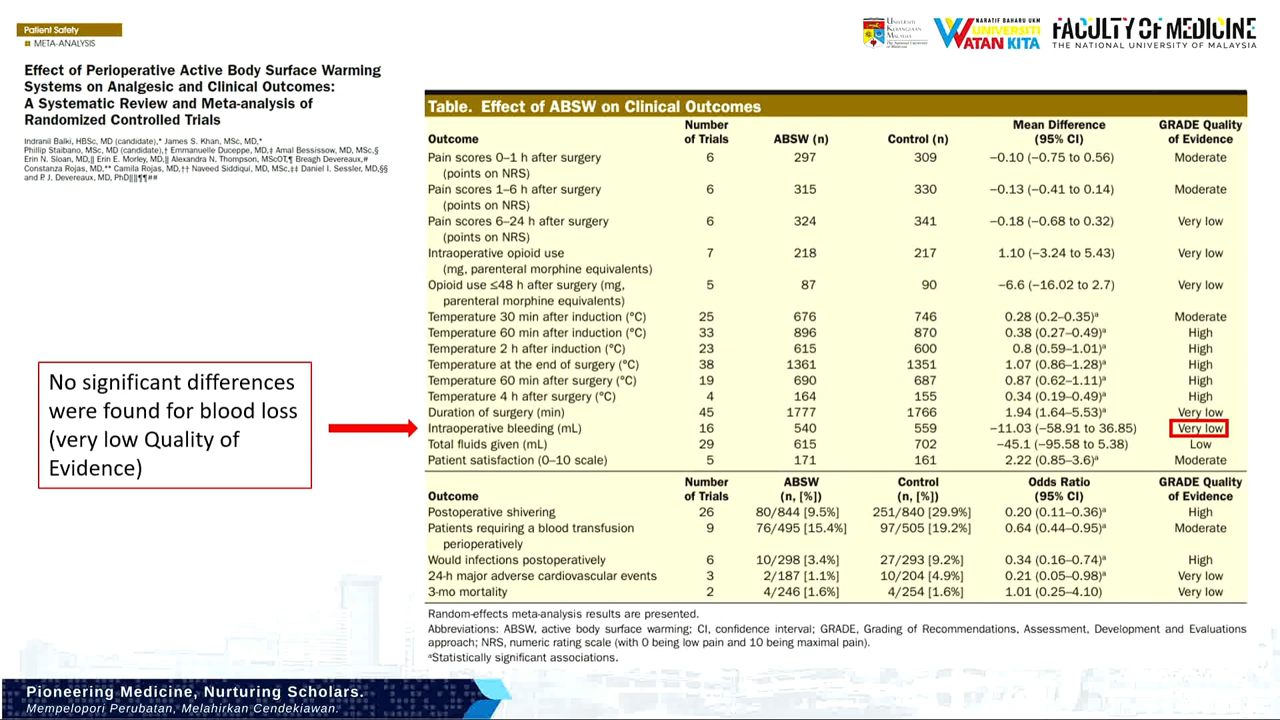 Patient Safety
META-ANALYSIS
Effect of Perioperative Active Body Surface Warming
Systems on Analgesic and Clinical Outcomes:
A Systematic Review and Meta-analysis of
Randomized Controlled Trials
Indranil Balki, HBSc, MD (candidate),* James S. Khan, MSc, MD,*
Phillip Staibano, MSc, MD (candidate),† Emmanuelle Duceppe, MD,‡ Amal Bessissow, MD, MSc,§
Erin N. Sloan, MD,|| Erin E. Morley, MD,|| Alexandra N. Thompson, MScOT,¶ Breagh Devereaux,#
Constanza Rojas, MD,** Camila Rojas, MD,†† Naveed Siddiqui, MD, MSc,‡‡ Daniel I. Sessler, MD,§§
and P. J. Devereaux, MD, PhD||||¶¶##
UNIVERSITI
KEBANGSAAN
MALAYSIA
The National University
of Malaysia
NARATIF BAHARU UKM
UNIVERSITI
WATAN KITA
FACULTY OF MEDICINE
THE NATIONAL UNIVERSITY OF MALAYSIA
No significant differences
were found for blood loss
(very low Quality of
Evidence)
Table. Effect of ABSW on Clinical Outcomes
Outcome Number of Trials ABSW (n) Control (n) Mean Difference (95% CI) GRADE Quality of Evidence
Pain scores 0–1 h after surgery 6 297 309 −0.10 (−0.75 to 0.56) Moderate
(points on NRS)
Pain scores 1–6 h after surgery 6 315 330 −0.13 (−0.41 to 0.14) Moderate
(points on NRS)
Pain scores 6–24 h after surgery 6 324 341 −0.18 (−0.68 to 0.32) Very low
(points on NRS)
Intraoperative opioid use 7 218 217 1.10 (−3.24 to 5.43) Very low
(mg, parenteral morphine equivalents)
Opioid use ≤48 h after surgery (mg, 5 87 90 −6.6 (−16.02 to 2.7) Very low
parenteral morphine equivalents)
Temperature 30 min after induction (°C) 25 676 746 0.28 (0.2–0.35)ᵃ Moderate
Temperature 60 min after induction (°C) 33 896 870 0.38 (0.27–0.49)ᵃ High
Temperature 2 h after induction (°C) 23 615 600 0.8 (0.59–1.01)ᵃ High
Temperature at the end of surgery (°C) 38 1361 1351 1.07 (0.86–1.28)ᵃ High
Temperature 60 min after surgery (°C) 19 690 687 0.87 (0.62–1.11)ᵃ High
Temperature 4 h after surgery (°C) 4 164 155 0.34 (0.19–0.49)ᵃ High
Duration of surgery (min) 45 1777 1766 1.94 (1.64–5.53)ᵃ Very low
Intraoperative bleeding (mL) 16 540 559 −11.03 (−58.91 to 36.85) Very low
Total fluids given (mL) 29 615 702 −45.1 (−95.58 to 5.38) Low
Patient satisfaction (0–10 scale) 5 171 161 2.22 (0.85–3.6)ᵃ Moderate
Outcome Number of Trials ABSW (n, [%]) Control (n, [%]) Odds Ratio (95% CI) GRADE Quality of Evidence
Postoperative shivering 26 80/844 [9.5%] 251/840 [29.9%] 0.20 (0.11–0.36)ᵃ High
Patients requiring a blood transfusion 9 76/495 [15.4%] 97/505 [19.2%] 0.64 (0.44–0.95)ᵃ Moderate
perioperatively
Would infections postoperatively 6 10/298 [3.4%] 27/293 [9.2%] 0.34 (0.16–0.74)ᵃ High
24-h major adverse cardiovascular events 3 2/187 [1.1%] 10/204 [4.9%] 0.21 (0.05–0.98)ᵃ Very low
3-mo mortality 2 4/246 [1.6%] 4/254 [1.6%] 1.01 (0.25–4.10) Very low
Random-effects meta-analysis results are presented.
Abbreviations: ABSW, active body surface warming; CI, confidence interval; GRADE, Grading of Recommendations, Assessment, Development and Evaluations
approach; NRS, numeric rating scale (with 0 being low pain and 10 being maximal pain).
ᵃStatistically significant associations.
Pioneering Medicine, Nurturing Scholars.
Mempelopori Perubatan, Melahirkan Cendekiawan.